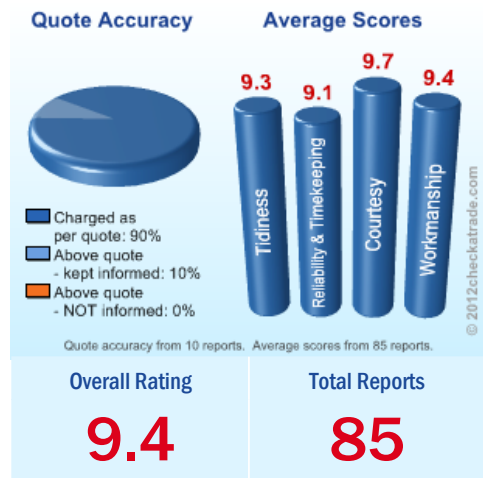 Quote Accuracy
Average Scores
9.3
9.1
9.7
9.4
Tidiness
Reliability & Timekeeping
Courtesy
Workmanship
Charged as
per quote: 90%
Above quote
- kept informed: 10%
Above quote
- NOT informed: 0%
© 2012checkatrade.com
Quote accuracy from 10 reports. Average scores from 85 reports.
Overall Rating
9.4
Total Reports
85